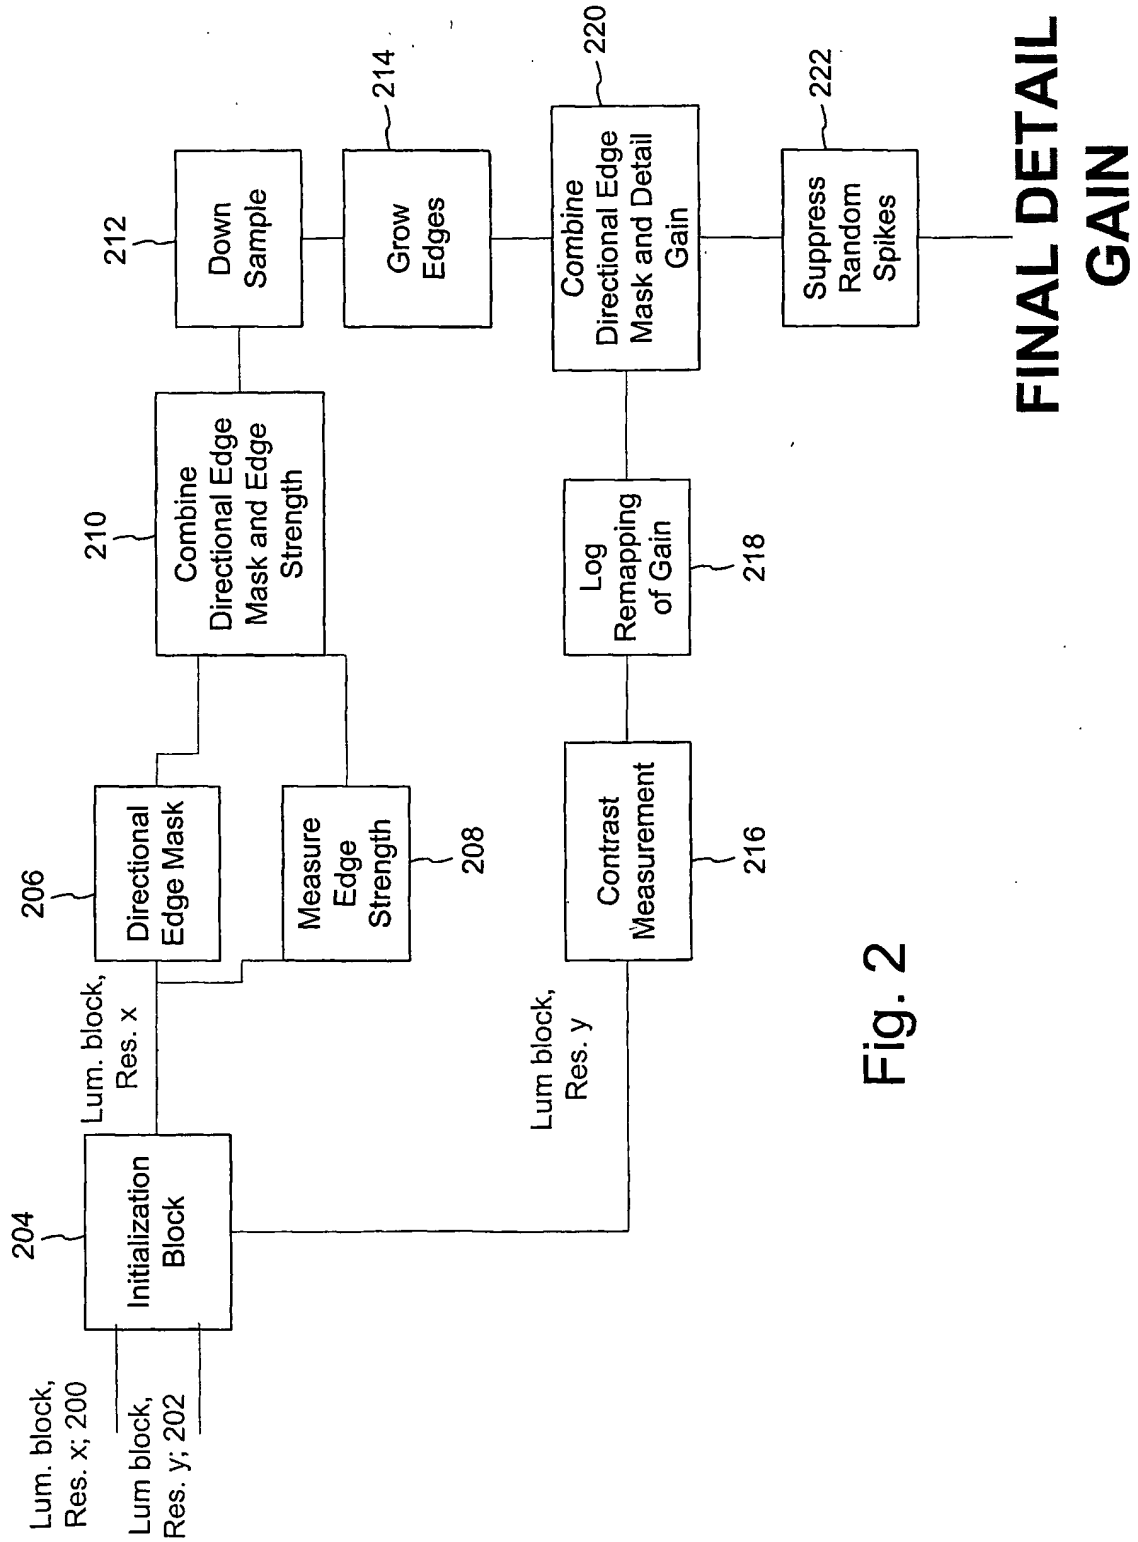 Lum. block,
Res. x; 200
Lum block,
Res. y; 202
204
Initialization
Block
Lum. block,
Res. x
206
Directional
Edge Mask
Measure
Edge
Strength
208
210
Combine
Directional Edge
Mask and Edge
Strength
212
Down
Sample
214
Grow
Edges
Lum block,
Res. y
Contrast
Measurement
216
Log
Remapping
of Gain
218
220
Combine
Directional Edge
Mask and Detail
Gain
222
Suppress
Random
Spikes
FINAL DETAIL
GAIN
Fig. 2